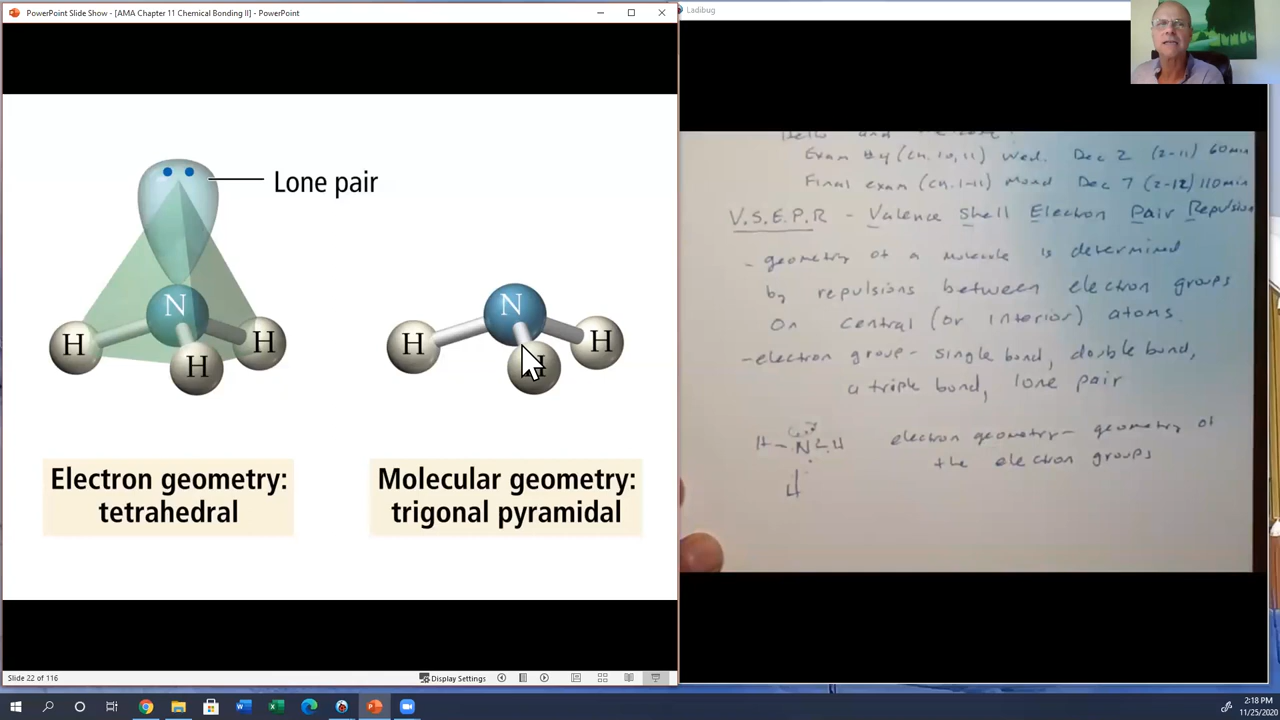 PowerPoint Slide Show - [AMA Chapter 11 Chemical Bonding II] - PowerPoint
Lone pair
N
H
H
H
N
H
H
H
Electron geometry:
tetrahedral
Molecular geometry:
trigonal pyramidal
Slide 22 of 116
Display Settings
Ladibug
Hello and
Exam #4 (ch. 10, 11) Wed. Dec 2 (2-11) 60min
Final exam (ch. 1-11) Mond Dec 7 (2-12) 110min
V.S.E.P.R - Valence Shell Electron Pair Repulsion
- geometry of a molecule is determined
by repulsions between electron groups
on central (or interior) atoms.
- electron group - single bond, double bond,
a triple bond, lone pair
H - N - H
H
electron geometry - geometry of
the electron groups
2:18 PM
11/25/2020